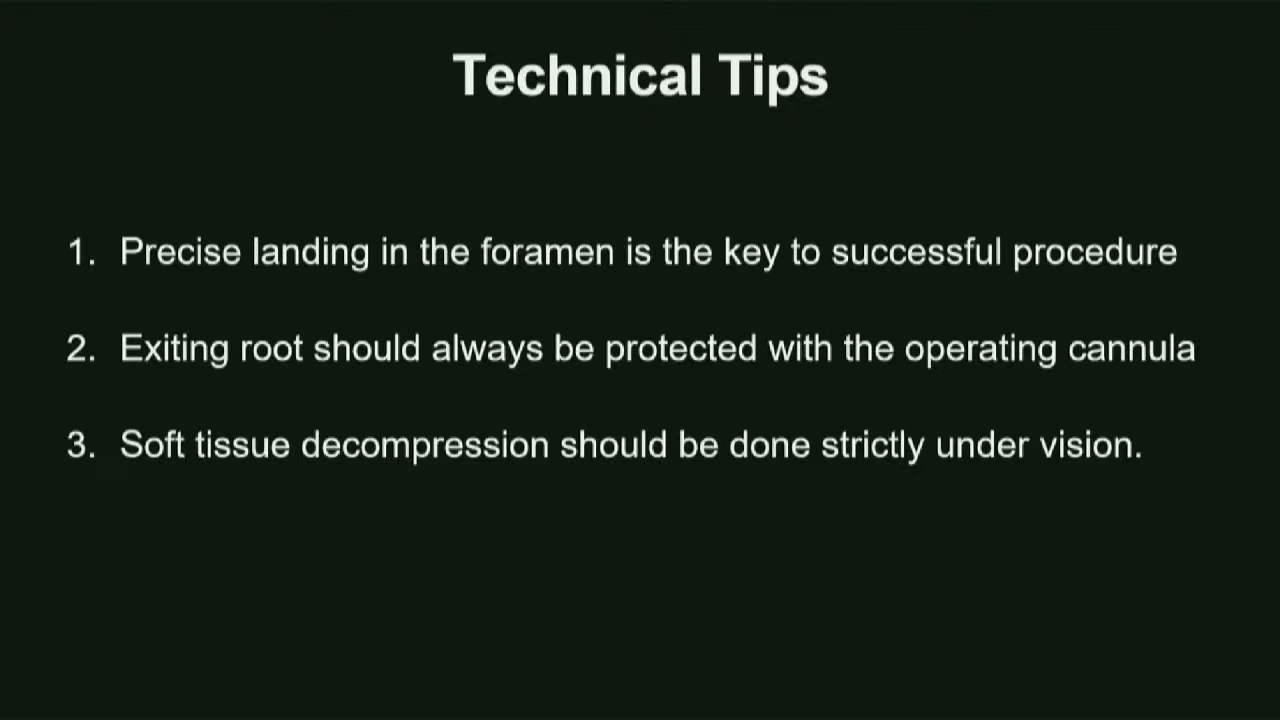 Technical Tips
1. Precise landing in the foramen is the key to successful procedure
2. Exiting root should always be protected with the operating cannula
3. Soft tissue decompression should be done strictly under vision.